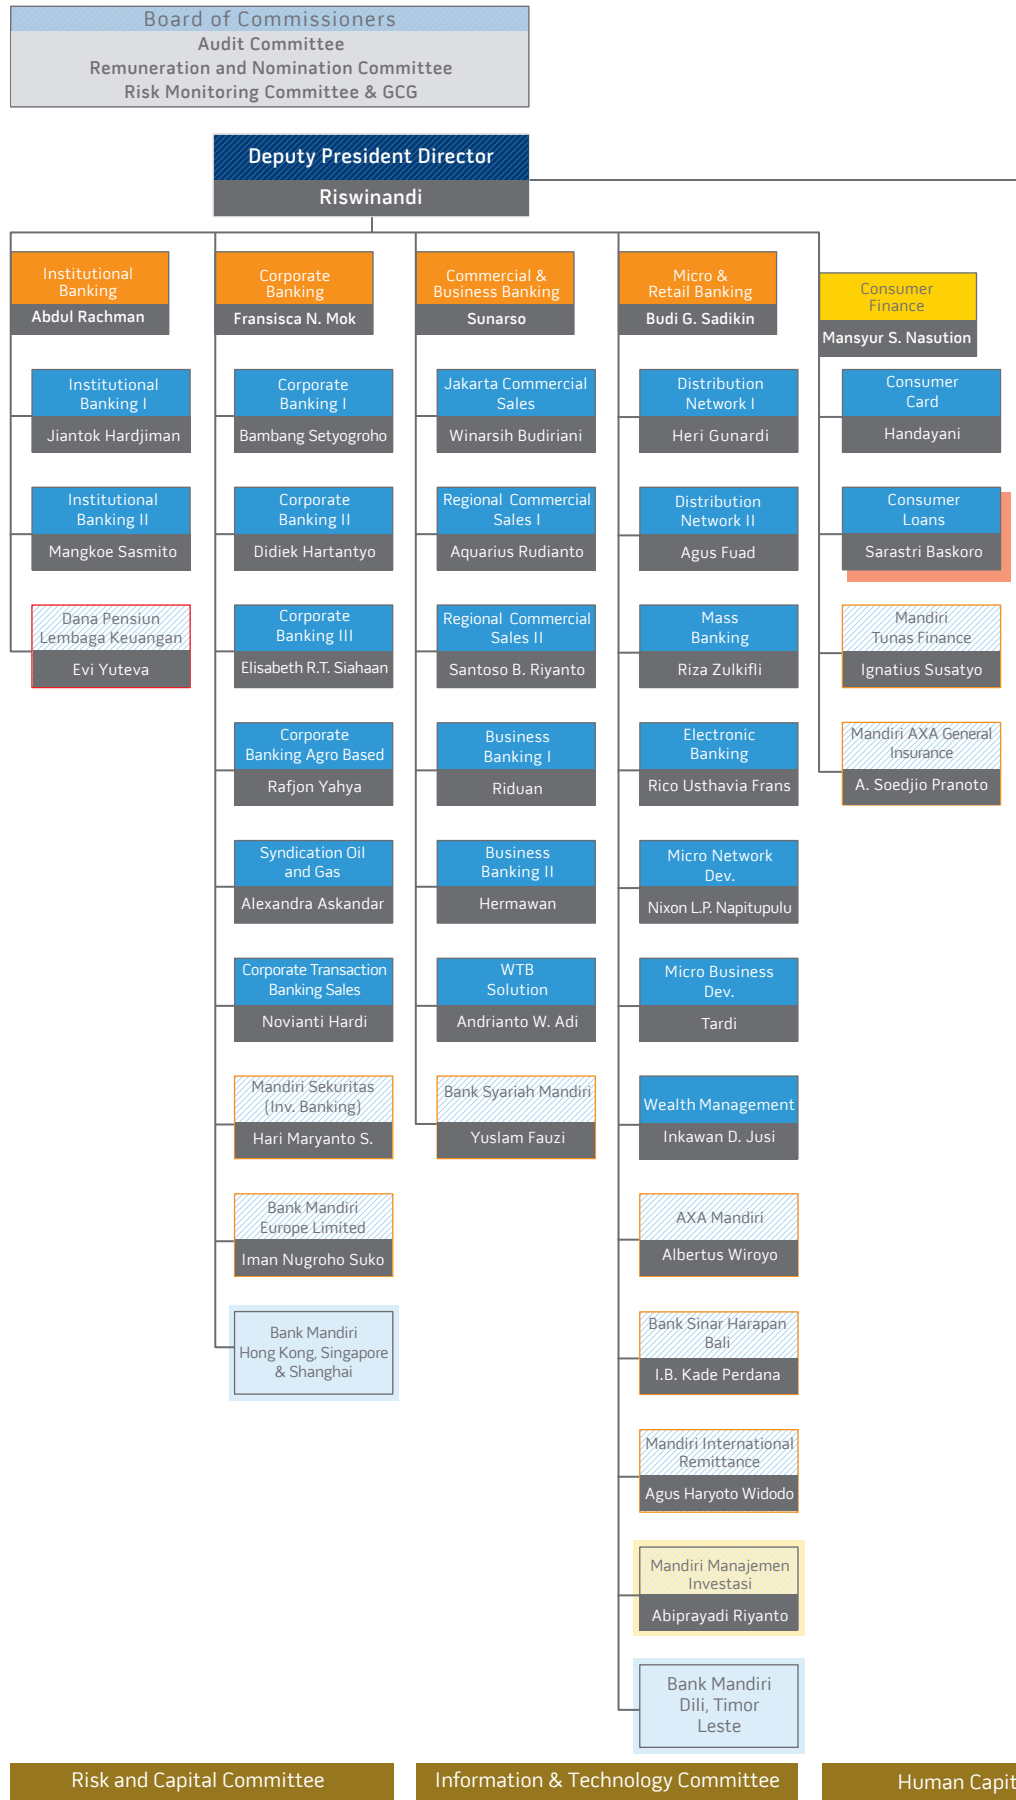 Board of Commissioners
Audit Committee
Remuneration and Nomination Committee
Risk Monitoring Committee & GCG
Deputy President Director
Riswinandi
Institutional
Banking
Abdul Rachman
Institutional
Banking I
Jiantok Hardjiman
Institutional
Banking II
Mangkoe Sasmito
Dana Pensiun
Lembaga Keuangan
Evi Yuteva
Corporate
Banking
Fransisca N. Mok
Corporate
Banking I
Bambang Setyogroho
Corporate
Banking II
Didiek Hartantyo
Corporate
Banking III
Elisabeth R.T. Siahaan
Corporate
Banking Agro Based
Rafjon Yahya
Syndication Oil
and Gas
Alexandra Askandar
Corporate Transaction
Banking Sales
Novianti Hardi
Mandiri Sekuritas
(Inv. Banking)
Hari Maryanto S.
Bank Mandiri
Europe Limited
Iman Nugroho Suko
Bank Mandiri
Hong Kong, Singapore
& Shanghai
Commercial &
Business Banking
Sunarso
Jakarta Commercial
Sales
Winarsih Budiriani
Regional Commercial
Sales I
Aquarius Rudianto
Regional Commercial
Sales II
Santoso B. Riyanto
Business
Banking I
Riduan
Business
Banking II
Hermawan
WTB
Solution
Andrianto W. Adi
Bank Syariah Mandiri
Yuslam Fauzi
Micro &
Retail Banking
Budi G. Sadikin
Distribution
Network I
Heri Gunardi
Distribution
Network II
Agus Fuad
Mass
Banking
Riza Zulkifli
Electronic
Banking
Rico Usthavia Frans
Micro Network
Dev.
Nixon L.P. Napitupulu
Micro Business
Dev.
Tardi
Wealth Management
Inkawan D. Jusi
AXA Mandiri
Albertus Wiroyo
Bank Sinar Harapan
Bali
I.B. Kade Perdana
Mandiri International
Remittance
Agus Haryoto Widodo
Mandiri Manajemen
Investasi
Abiprayadi Riyanto
Bank Mandiri
Dili, Timor
Leste
Consumer
Finance
Mansyur S. Nasution
Consumer
Card
Handayani
Consumer
Loans
Sarastri Baskoro
Mandiri
Tunas Finance
Ignatius Susatyo
Mandiri AXA General
Insurance
A. Soedjio Pranoto
Risk and Capital Committee
Information & Technology Committee
Human Capit